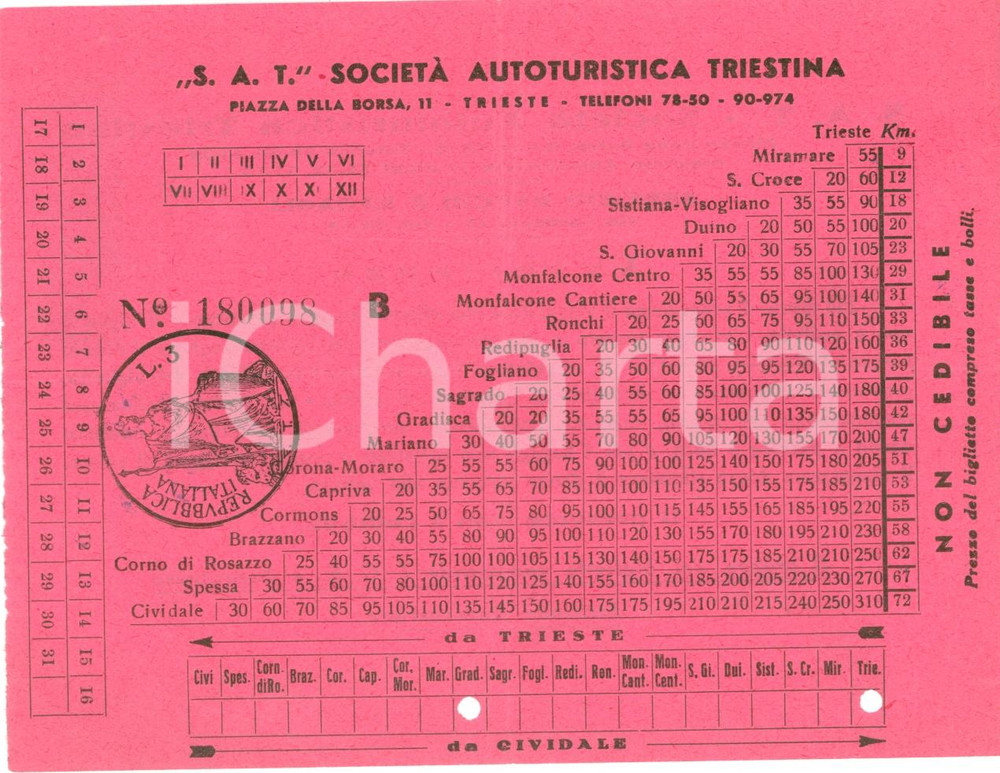 „S. A. T.“ SOCIETÀ AUTOTURISTICA TRIESTINA
PIAZZA DELLA BORSA, 11 - TRIESTE - TELEFONI 78-50 - 90-974
I II III IV V VI
VII VIII IX X XI XII
1 2 3 4 5 6 7 8 9 10 11 12 13 14 15 16
17 18 19 20 21 22 23 24 25 26 27 28 29 30 31
Trieste Km.
Miramare 55 9
S. Croce 20 60 12
Sistiana-Visogliano 35 55 90 18
Duino 20 50 55 100 20
S. Giovanni 20 30 55 70 105 23
Monfalcone Centro 35 55 55 85 100 130 29
Monfalcone Cantiere 20 50 55 65 95 100 140 31
Ronchi 20 25 60 65 75 95 110 150 33
Redipuglia 20 30 40 65 80 90 110 120 160 36
Fogliano 20 35 50 60 80 95 95 120 135 175 39
Sagrado 20 25 40 55 60 85 100 100 125 140 180 40
Gradisca 20 20 35 55 55 65 95 100 110 135 150 180 42
Mariano 30 40 50 55 70 80 90 105 120 130 155 170 200 47
orona-Moraro 25 55 55 60 75 90 100 100 125 140 150 175 180 205 51
Capriva 20 35 55 65 70 85 100 100 110 135 150 155 175 185 210 53
Cormons 20 25 50 65 75 80 95 100 110 115 145 155 165 185 195 220 55
Brazzano 20 30 40 55 80 90 95 100 110 120 130 155 170 180 195 210 230 58
Corno di Rosazzo 25 40 55 55 75 100 100 105 115 130 140 150 175 175 185 210 210 250 62
Spessa 30 55 60 70 80 100 110 120 125 140 155 160 170 185 200 205 220 230 270 67
Cividale 30 60 70 85 95 105 110 135 145 150 160 175 175 195 210 210 215 240 250 310 72
No. 180098 B
L. 3
REPVBBLICA
ITALIANA
NON CEDIBILE
Prezzo del biglietto compreso tasse e bolli.
da TRIESTE
Civi Spes. Corn. diRo. Braz. Cor. Cap. Cor. Mor. Mar. Grad. Sagr. Fogl. Redi. Ron. Mon. Cant. Mon. Cent. S. Gi. Dui. Sist. S. Cr. Mir. Trie.
da CIVIDALE
iCharta